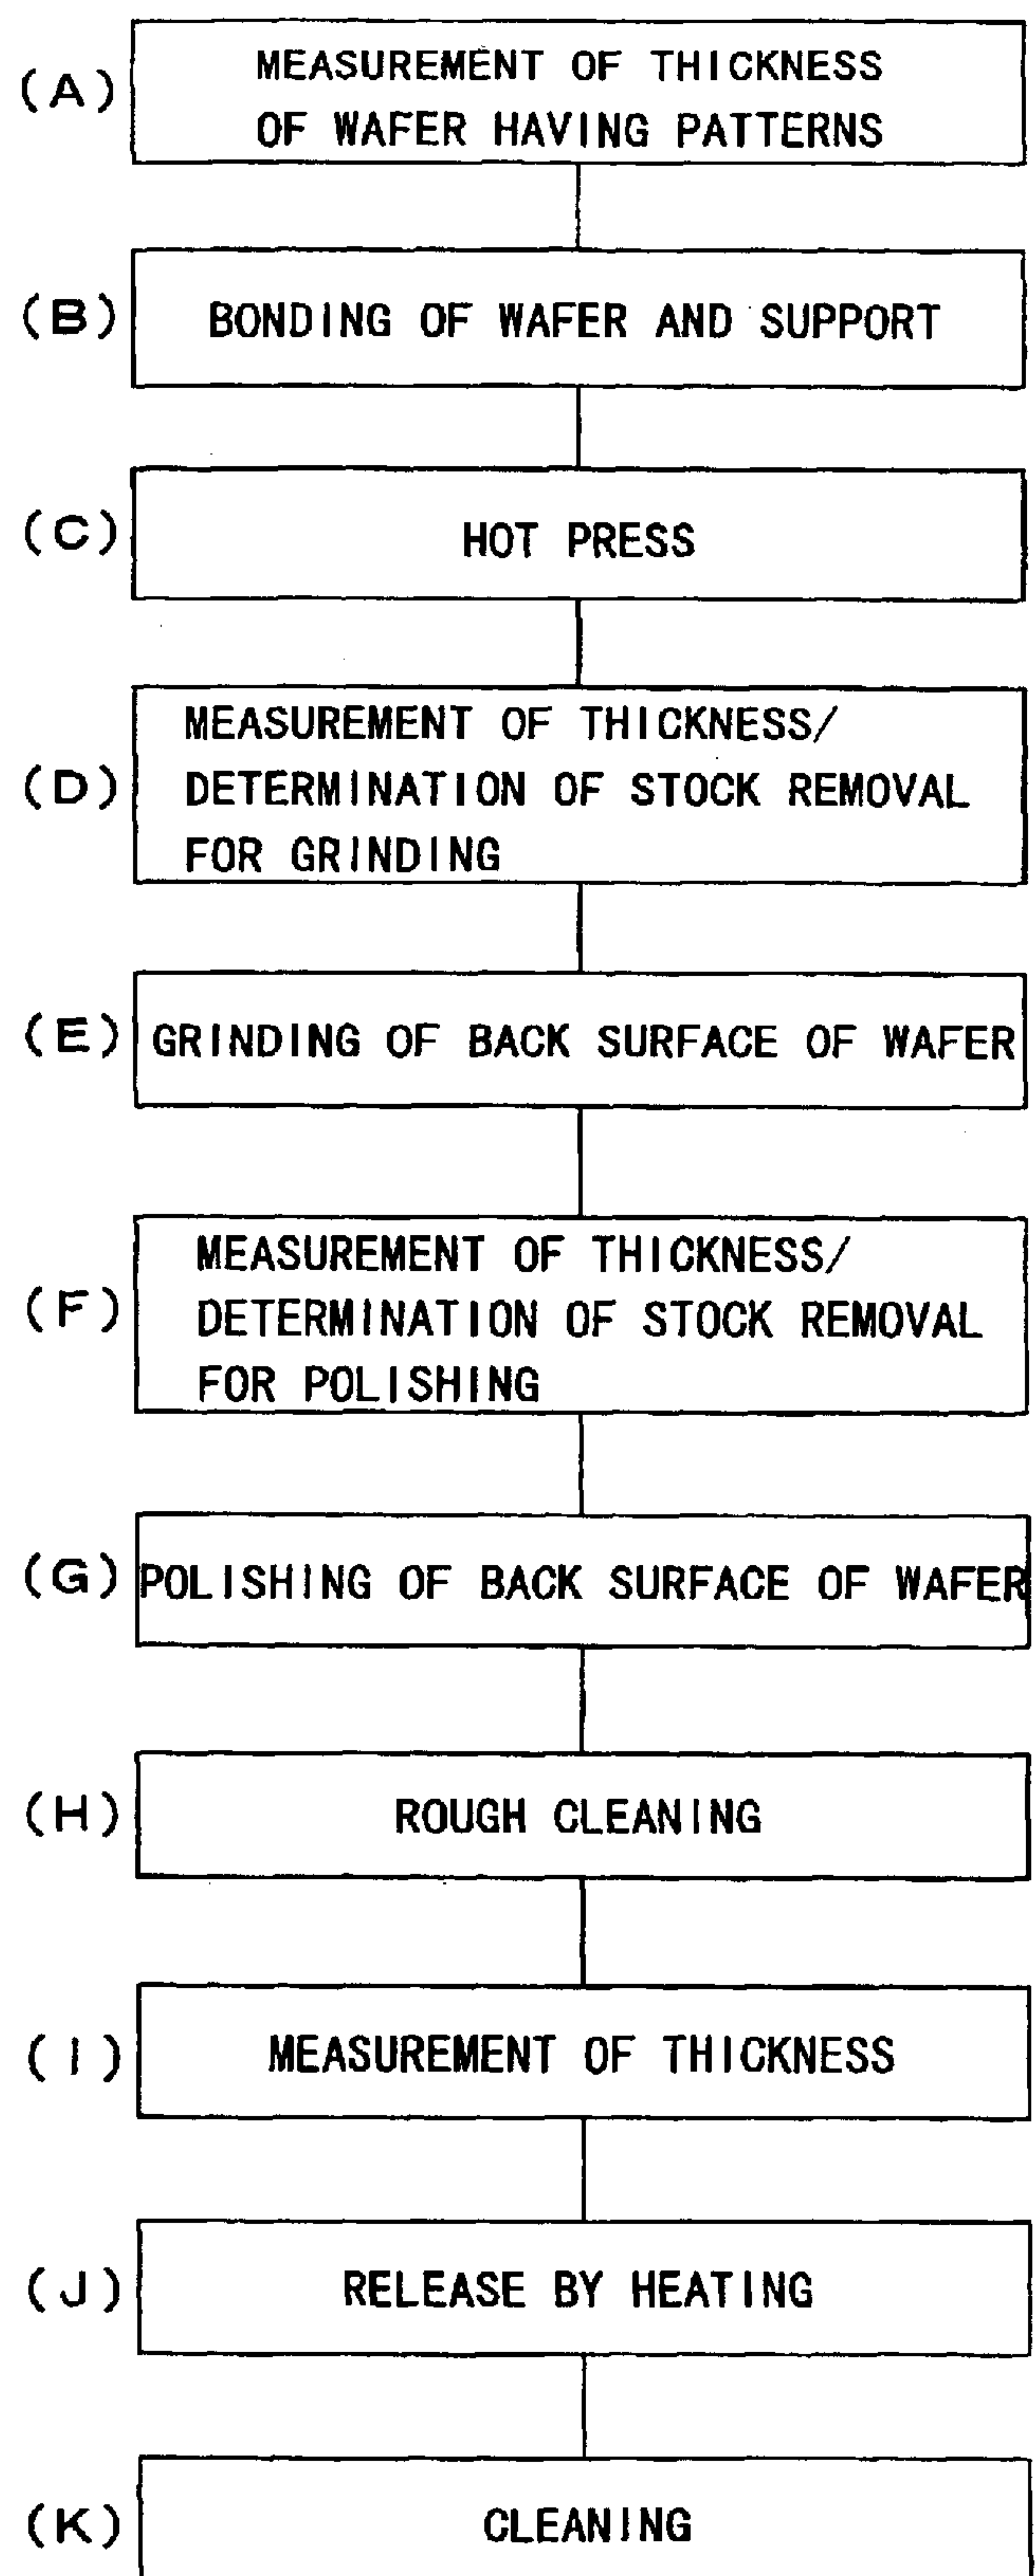 (A) MEASUREMENT OF THICKNESS
OF WAFER HAVING PATTERNS
(B) BONDING OF WAFER AND SUPPORT
(C) HOT PRESS
(D) MEASUREMENT OF THICKNESS/
DETERMINATION OF STOCK REMOVAL
FOR GRINDING
(E) GRINDING OF BACK SURFACE OF WAFER
(F) MEASUREMENT OF THICKNESS/
DETERMINATION OF STOCK REMOVAL
FOR POLISHING
(G) POLISHING OF BACK SURFACE OF WAFER
(H) ROUGH CLEANING
(I) MEASUREMENT OF THICKNESS
(J) RELEASE BY HEATING
(K) CLEANING